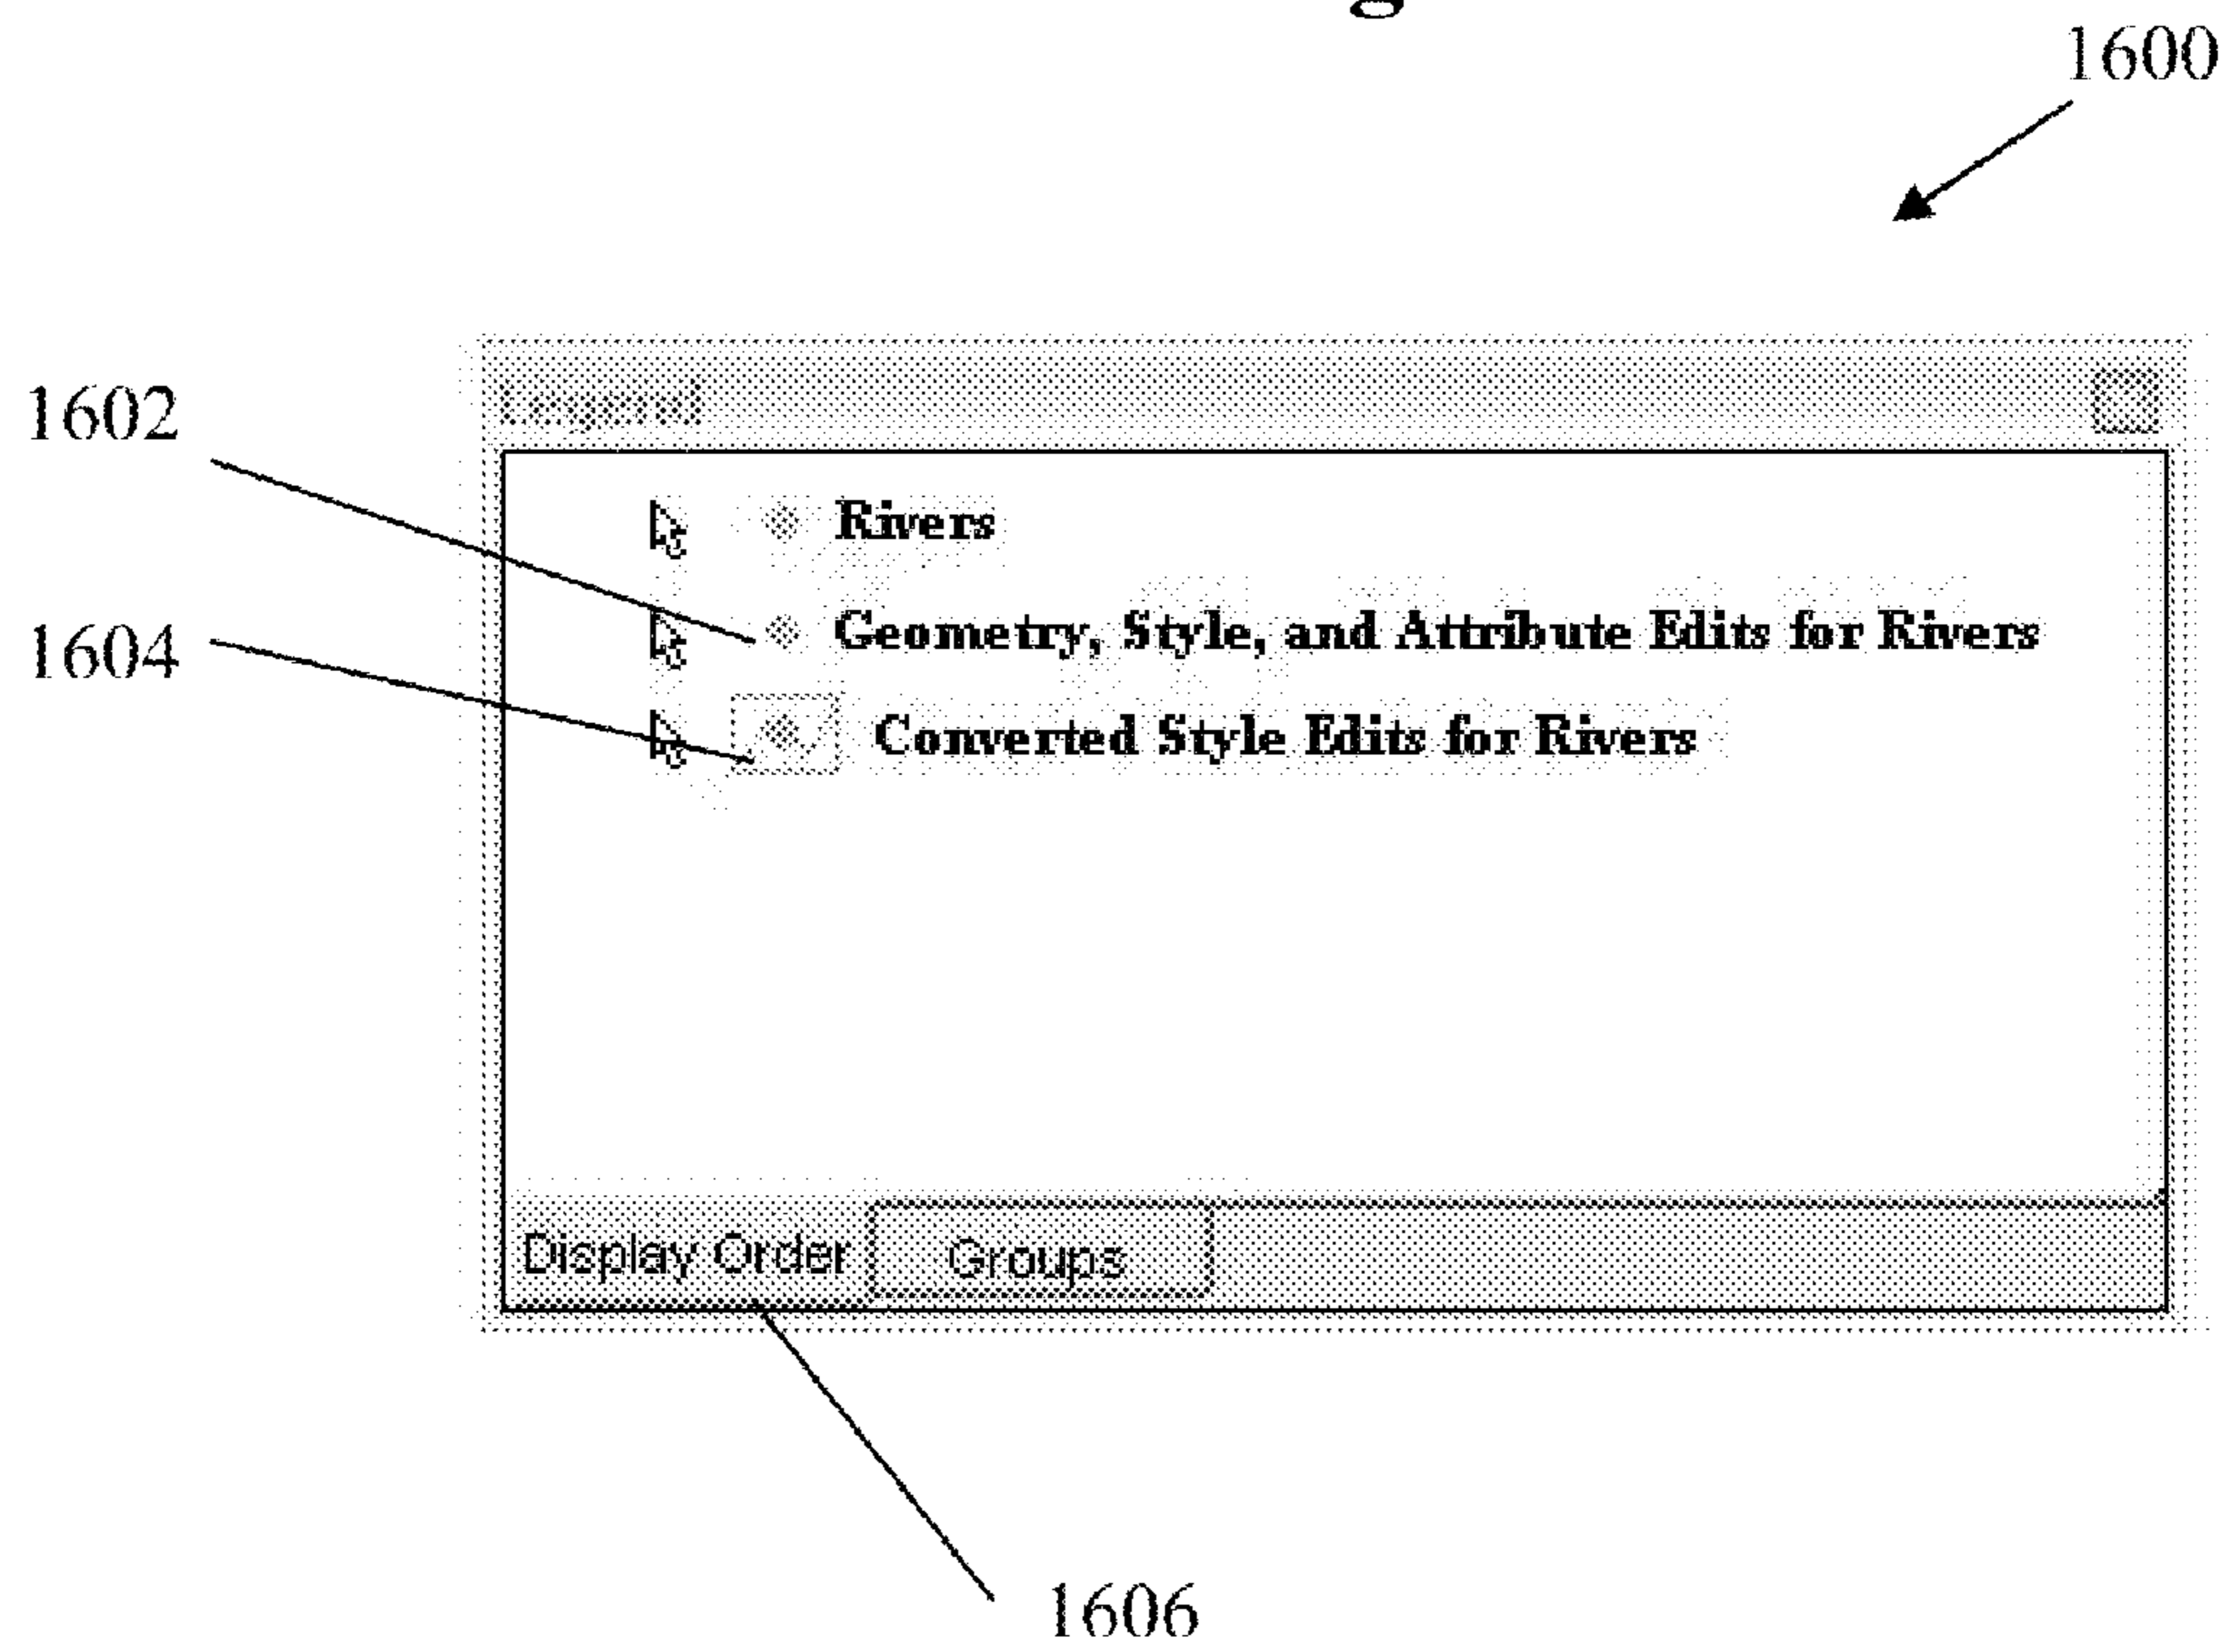 1600
Legend
1602
Rivers
Geometry, Style, and Attribute Edits for Rivers
1604
Converted Style Edits for Rivers
Display Order
Groups
1606